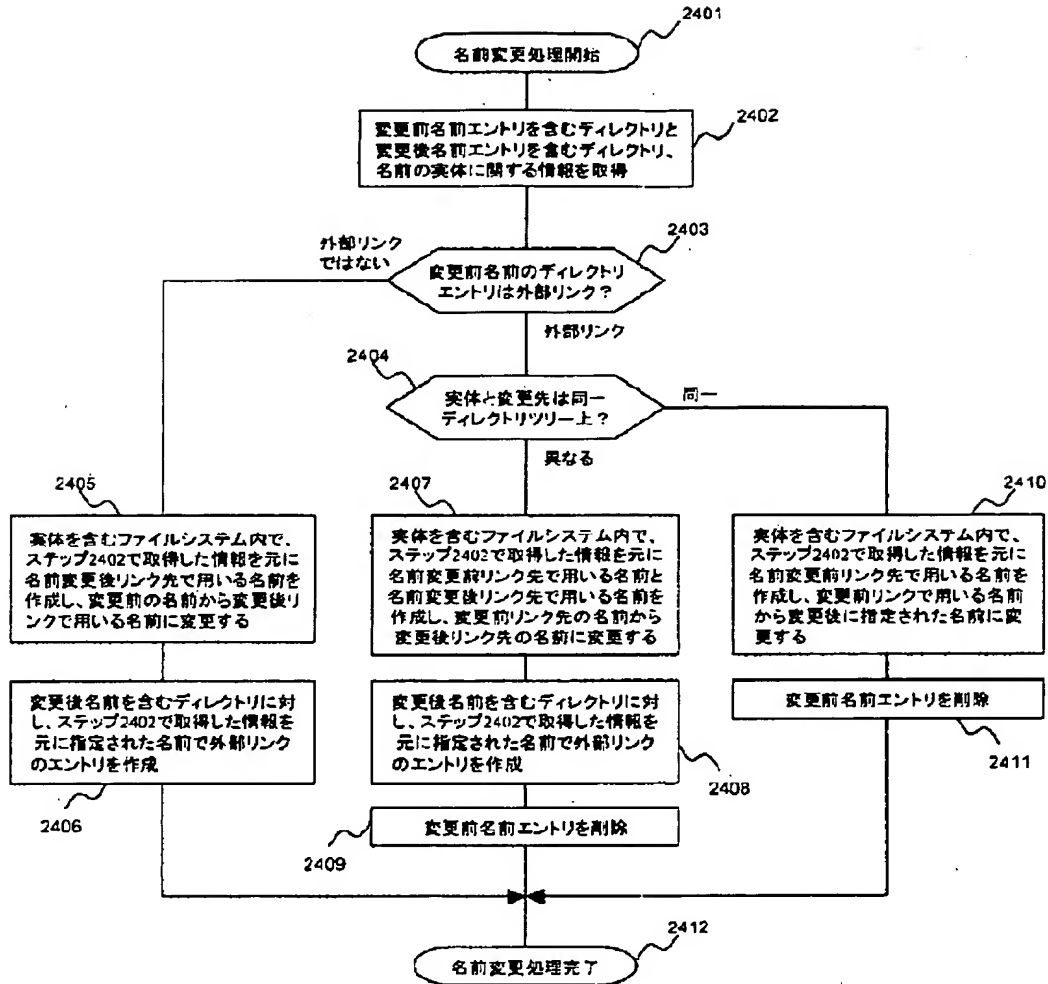 2401
名前変更処理開始
2402
変更前名前エントリを含むディレクトリと
変更後名前エントリを含むディレクトリ、
名前の実体に関する情報を取得
2403
外部リンク
ではない
変更前名前のディレクトリ
エントリは外部リンク？
外部リンク
2404
実体と変更先は同一
ディレクトリツリー上？
同一
異なる
2405
実体を含むファイルシステム内で、
ステップ2402で取得した情報を元に
名前変更後リンク先で用いる名前を
作成し、変更前の名前から変更後リ
ンクで用いる名前に変更する
2407
実体を含むファイルシステム内で、
ステップ2402で取得した情報を元に
名前変更前リンク先で用いる名前と
名前変更後リンク先で用いる名前を
作成し、変更前リンク先の名前から
変更後リンク先の名前に変更する
2410
実体を含むファイルシステム内で、
ステップ2402で取得した情報を元に
名前変更前リンク先で用いる名前を
作成し、変更前リンクで用いる名前
から変更後に指定された名前に変
更する
変更後名前を含むディレクトリに対
し、ステップ2402で取得した情報を
元に指定された名前で外部リンク
のエントリを作成
2406
変更後名前を含むディレクトリに対
し、ステップ2402で取得した情報を
元に指定された名前で外部リンク
のエントリを作成
2408
変更前名前エントリを削除
2411
変更前名前エントリを削除
2409
2412
名前変更処理完了